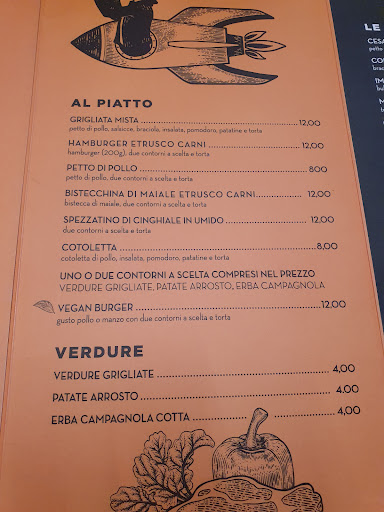 AL PIATTO
GRIGLIATA MISTA 12,00
petto di pollo, salsicce, braciola, insalata, pomodoro, patatine e torta
HAMBURGER ETRUSCO CARNI 12,00
hamburger (200g), due contorni a scelta e torta
PETTO DI POLLO 800
petto di pollo, due contorni a scelta e torta
BISTECCHINA DI MAIALE ETRUSCO CARNI 12,00
bistecca di maiale, due contorni a scelta e torta
SPEZZATINO DI CINGHIALE IN UMIDO 12,00
due contorni a scelta e torta
COTOLETTA 8,00
cotoletta di pollo, insalata, pomodoro, patatine e torta
UNO O DUE CONTORNI A SCELTA COMPRESI NEL PREZZO
VERDURE GRIGLIATE, PATATE ARROSTO, ERBA CAMPAGNOLA
VEGAN BURGER 12,00
gusto pollo o manzo con due contorni a scelta e torta
VERDURE
VERDURE GRIGLIATE 4,00
PATATE ARROSTO 4,00
ERBA CAMPAGNOLA COTTA 4,00
LE